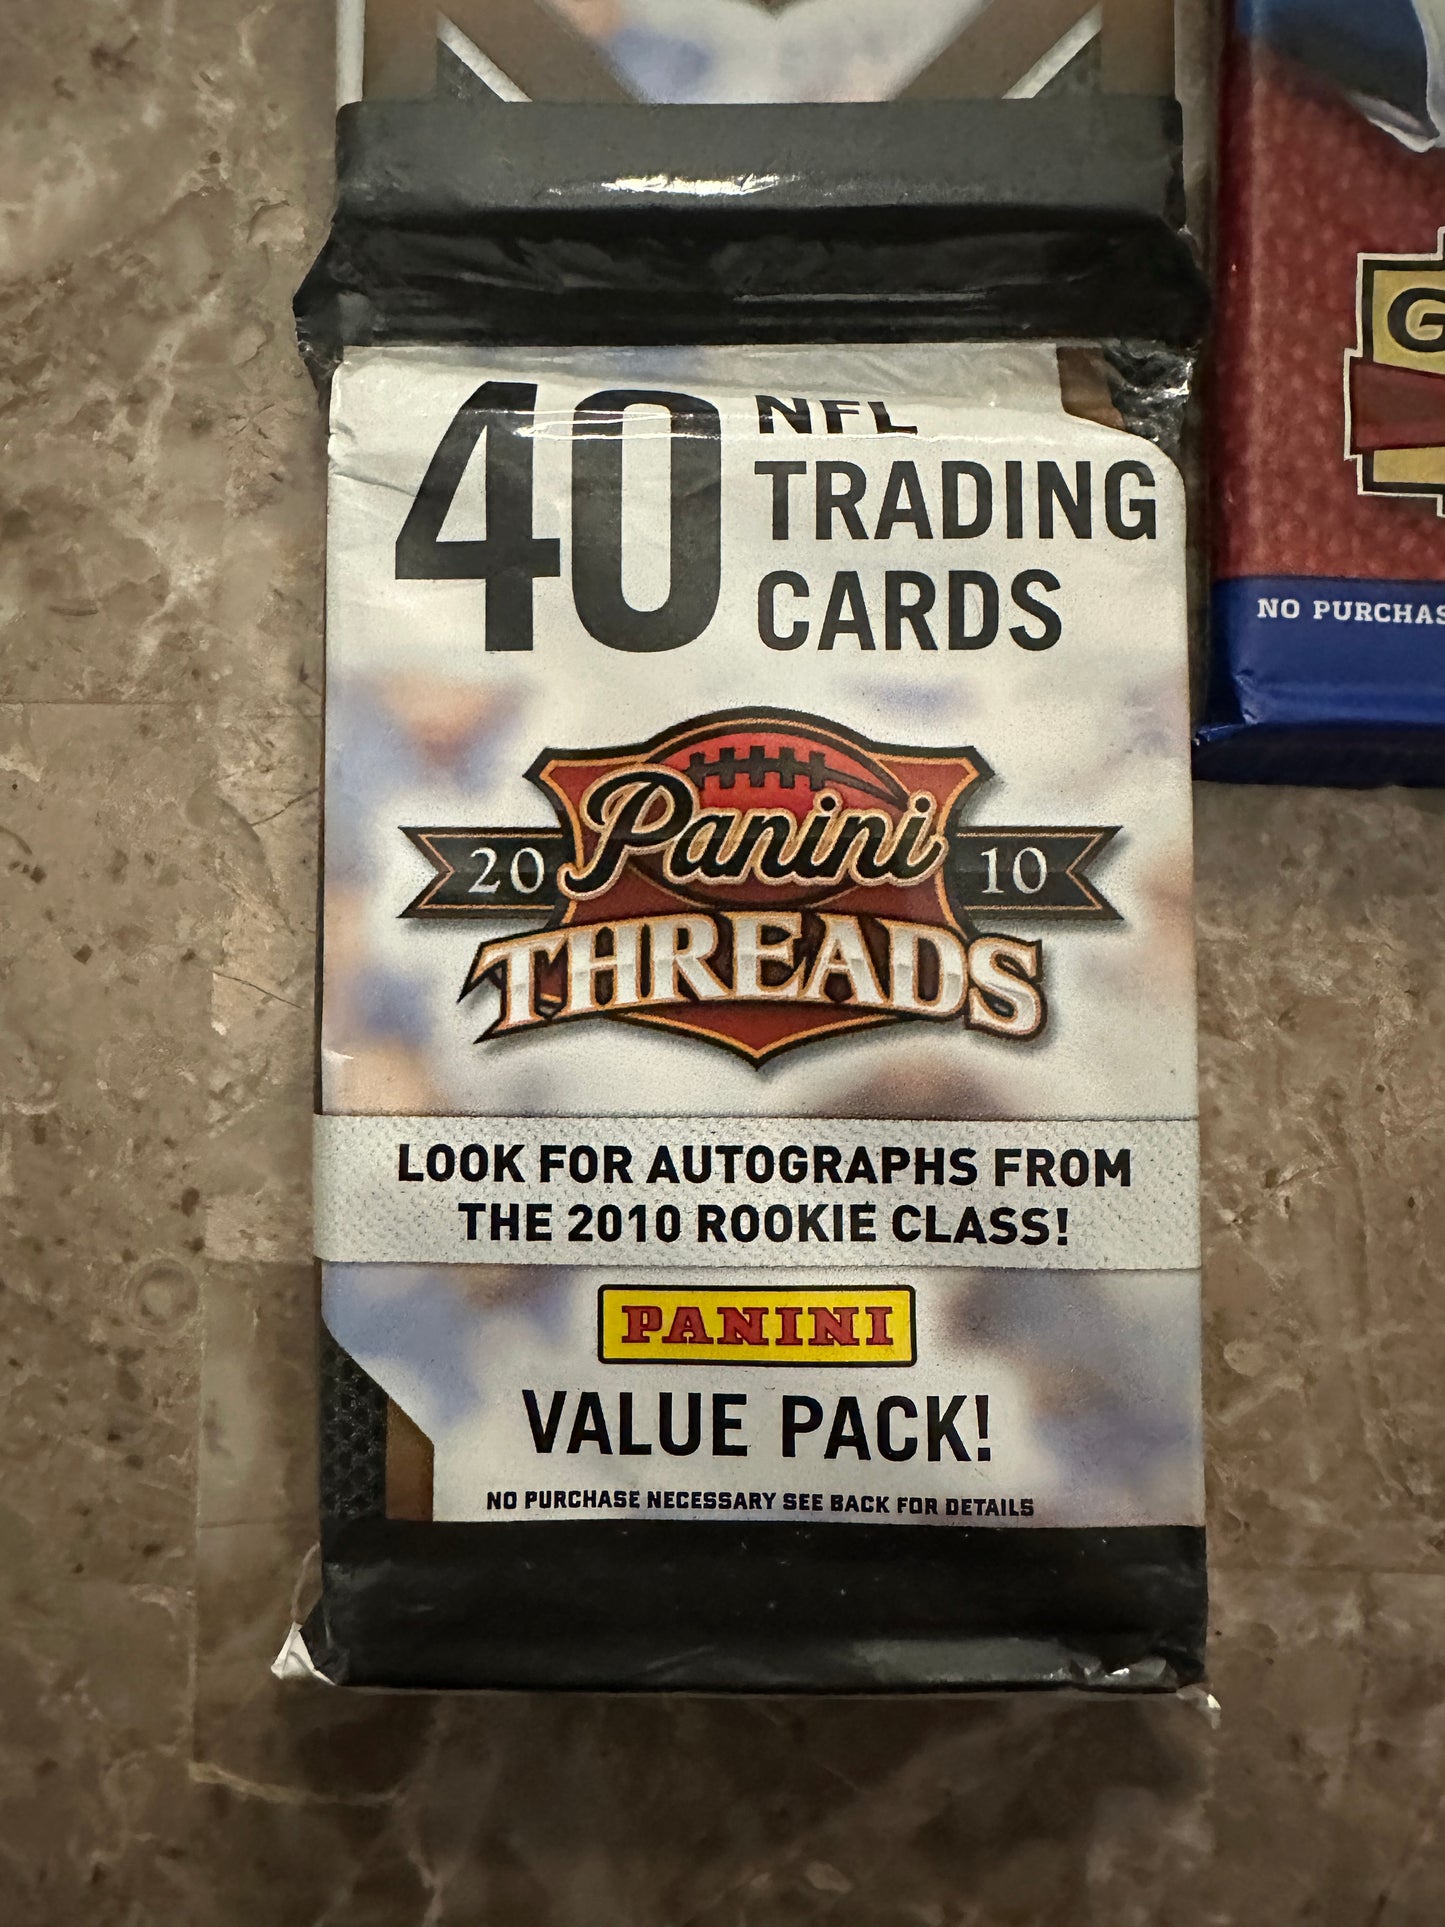 40 NFL
TRADING
CARDS
20 Panini 10
THREADS
LOOK FOR AUTOGRAPHS FROM
THE 2010 ROOKIE CLASS!
PANINI
VALUE PACK!
NO PURCHASE NECESSARY SEE BACK FOR DETAILS
G
NO PURCHAS